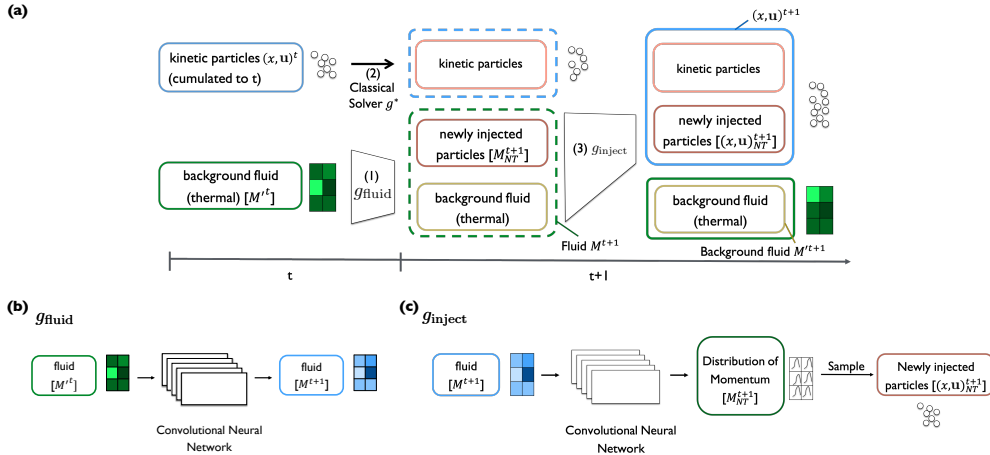 (a)
(x,u)^{t+1}
kinetic particles (x, u)^t
(cumulated to t)
(2)
Classical
Solver g*
kinetic particles
kinetic particles
newly injected
particles [M_{NT}^{t+1}]
(3) g_inject
newly injected
particles [(x, u)_{NT}^{t+1}]
background fluid
(thermal) [M'^t]
(1)
g_fluid
background fluid
(thermal)
background fluid
(thermal)
Fluid M^{t+1}
Background fluid M'^{t+1}
t
t+1
(b)
g_fluid
fluid
[M'^t]
fluid
[M^{t+1}]
Convolutional Neural
Network
(c)
g_inject
fluid
[M^{t+1}]
Convolutional Neural
Network
Distribution of
Momentum
[M_{NT}^{t+1}]
Sample
Newly injected
particles [(x, u)_{NT}^{t+1}]